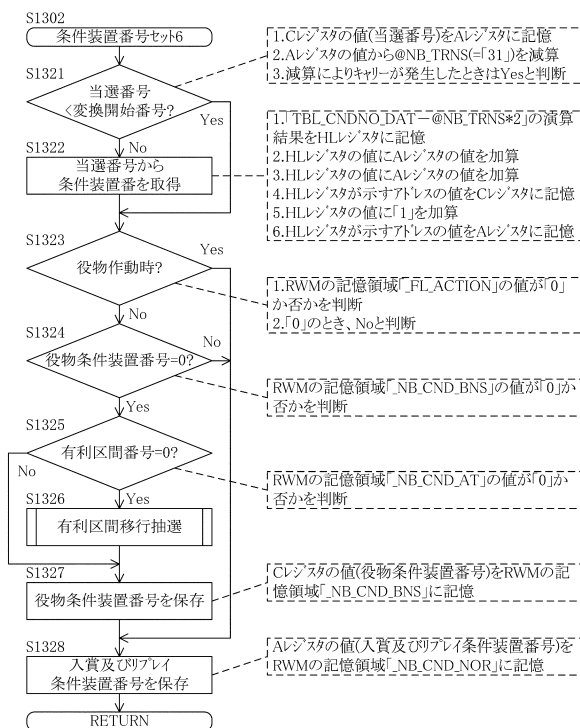 S1302
条件装置番号セット6
1.Cレジスタの値(当選番号)をAレジスタに記憶
2.Aレジスタの値から@NB_TRNS(=「31」)を減算
3.減算によりキャリーが発生したときはYesと判断
S1321
当選番号
<変換開始番号?
Yes
No
S1322
当選番号から
条件装置番を取得
1.「TBL_CNDNO_DAT－@NB_TRNS*2」の演算
結果をHLレジスタに記憶
2.HLレジスタの値にAレジスタの値を加算
3.HLレジスタの値にAレジスタの値を加算
4.HLレジスタが示すアドレスの値をCレジスタに記憶
5.HLレジスタの値に「1」を加算
6.HLレジスタが示すアドレスの値をAレジスタに記憶
S1323
Yes
役物作動時?
No
1.RWMの記憶領域「_FL_ACTION」の値が「0」
か否かを判断
2.「0」のとき、Noと判断
S1324
No
役物条件装置番号=0?
Yes
RWMの記憶領域「_NB_CND_BNS」の値が「0」か
否かを判断
S1325
有利区間番号=0?
No
Yes
RWMの記憶領域「_NB_CND_AT」の値が「0」か
否かを判断
S1326
有利区間移行抽選
S1327
役物条件装置番号を保存
Cレジスタの値(役物条件装置番号)をRWMの記
憶領域「_NB_CND_BNS」に記憶
S1328
入賞及びリプレイ
条件装置番号を保存
Aレジスタの値(入賞及びリプレイ条件装置番号)を
RWMの記憶領域「_NB_CND_NOR」に記憶
RETURN